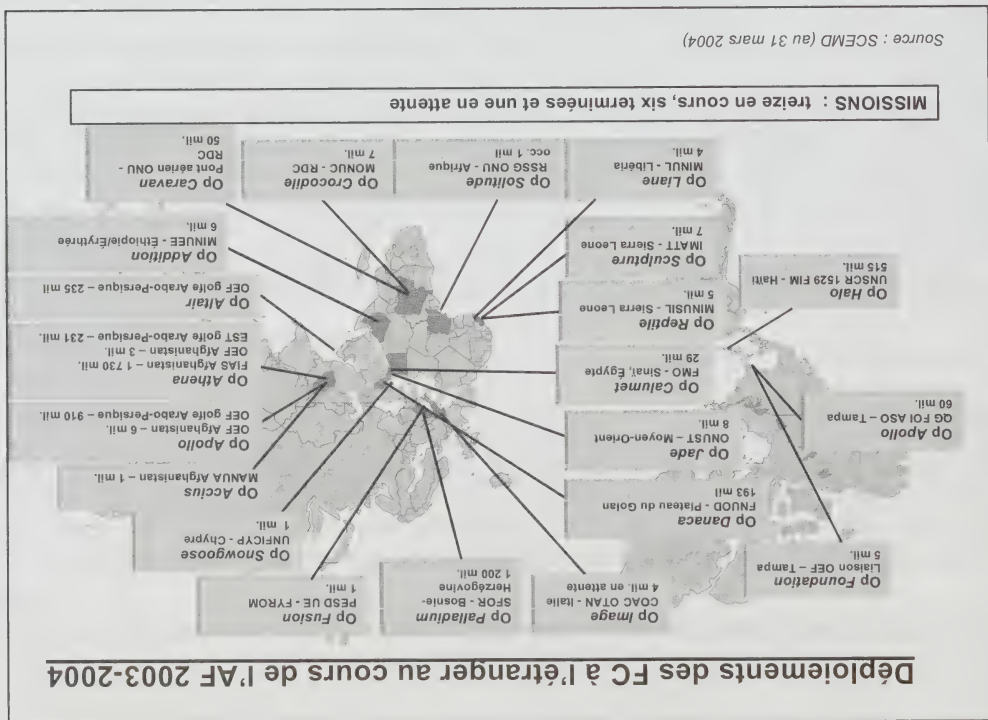 Déploiements des FC à l'étranger au cours de l'AF 2003-2004
Op Foundation
Liaison OEF – Tampa
5 mil.
Op Image
COAC OTAN - Italie
4 mil. en attente
Op Palladium
SFOR - Bosnie-
Herzégovine
1 200 mil.
Op Fusion
PESD UE - FYROM
1 mil.
Op Danaca
FNUOD - Plateau du Golan
193 mil
Op Snowgoose
UNFICYP - Chypre
1 mil.
Op Apollo
QG FOI ASO – Tampa
60 mil.
Op Jade
ONUST – Moyen-Orient
8 mil.
Op Accius
MANUA Afghanistan – 1 mil.
Op Apollo
OEF Afghanistan – 6 mil.
OEF golfe Arabo-Persique – 910 mil
Op Calumet
FMO - Sinaï, Égypte
29 mil.
Op Athena
FIAS Afghanistan – 1 730 mil.
OEF Afghanistan – 3 mil.
EST golfe Arabo-Persique – 231 mil.
Op Halo
UNSCR 1529 FIM - Haïti
515 mil.
Op Reptile
MINUSIL - Sierra Leone
5 mil.
Op Altair
OEF golfe Arabo-Persique – 235 mil
Op Sculpture
IMATT - Sierra Leone
7 mil.
Op Addition
MINUEE - Éthiopie/Érythrée
6 mil.
Op Liane
MINUL - Libéria
4 mil.
Op Solitude
RSSG ONU - Afrique
occ. 1 mil
Op Crocodile
MONUC - RDC
7 mil.
Op Caravan
Pont aérien ONU -
RDC
50 mil.
MISSIONS : treize en cours, six terminées et une en attente
Source : SCEMD (au 31 mars 2004)